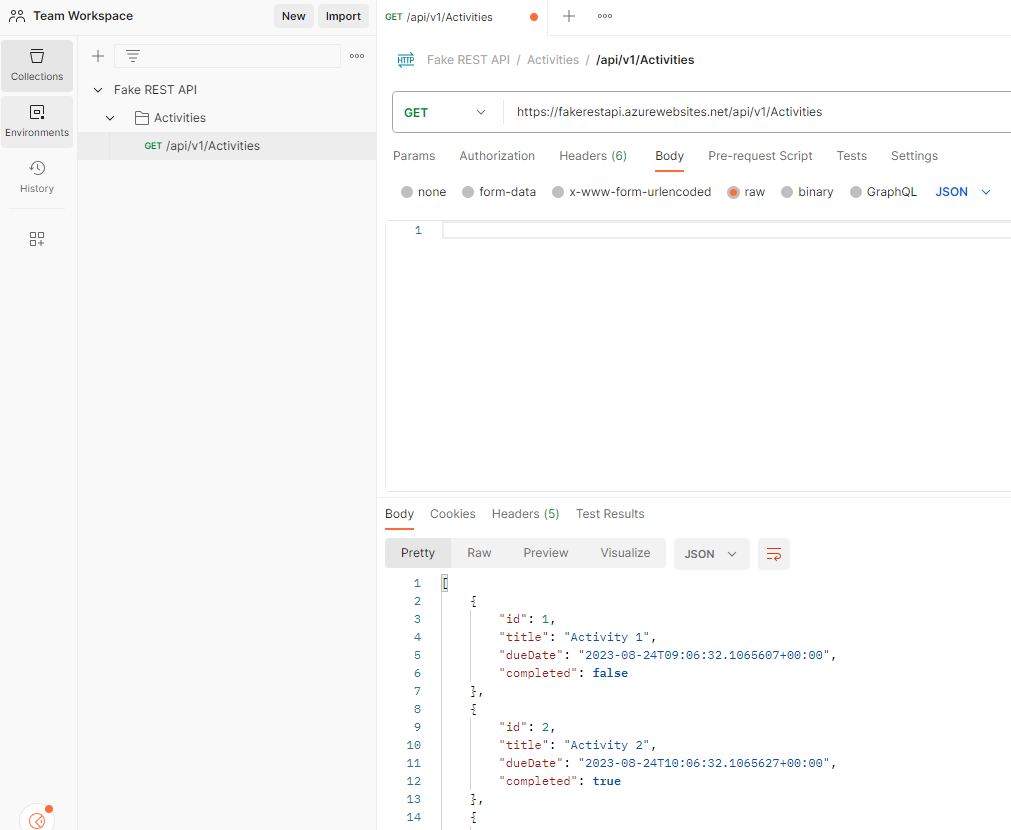 Team Workspace
New
Import
GET /api/v1/Activities
Collections
Environments
History
Fake REST API
Activities
GET /api/v1/Activities
HTTP Fake REST API / Activities / /api/v1/Activities
GET https://fakerestapi.azurewebsites.net/api/v1/Activities
Params Authorization Headers (6) Body Pre-request Script Tests Settings
none form-data x-www-form-urlencoded raw binary GraphQL JSON
1
Body Cookies Headers (5) Test Results
Pretty Raw Preview Visualize JSON
1 [
2 {
3 "id": 1,
4 "title": "Activity 1",
5 "dueDate": "2023-08-24T09:06:32.1065607+00:00",
6 "completed": false
7 },
8 {
9 "id": 2,
10 "title": "Activity 2",
11 "dueDate": "2023-08-24T10:06:32.1065627+00:00",
12 "completed": true
13 },
14 {